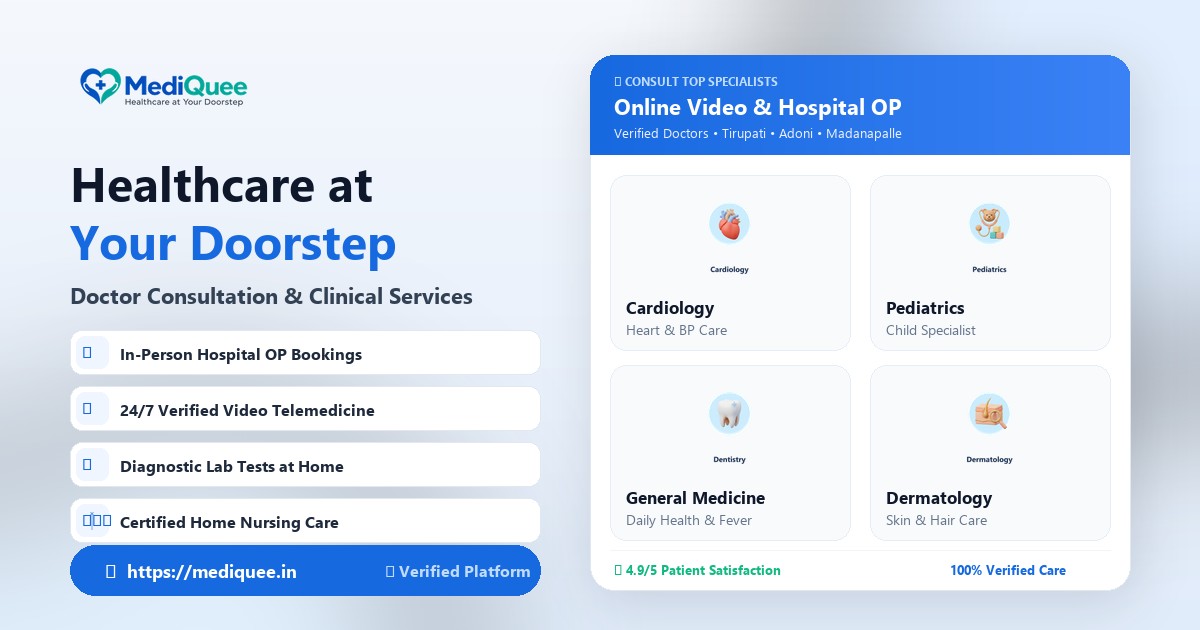 MediQuee
Healthcare at Your Doorstep
Healthcare at
Your Doorstep
Doctor Consultation & Clinical Services
In-Person Hospital OP Bookings
24/7 Verified Video Telemedicine
Diagnostic Lab Tests at Home
Certified Home Nursing Care
https://mediquee.in
Verified Platform
CONSULT TOP SPECIALISTS
Online Video & Hospital OP
Verified Doctors • Tirupati • Adoni • Madanapalle
Cardiology
Cardiology
Heart & BP Care
Pediatrics
Pediatrics
Child Specialist
Dentistry
General Medicine
Daily Health & Fever
Dermatology
Dermatology
Skin & Hair Care
4.9/5 Patient Satisfaction
100% Verified Care